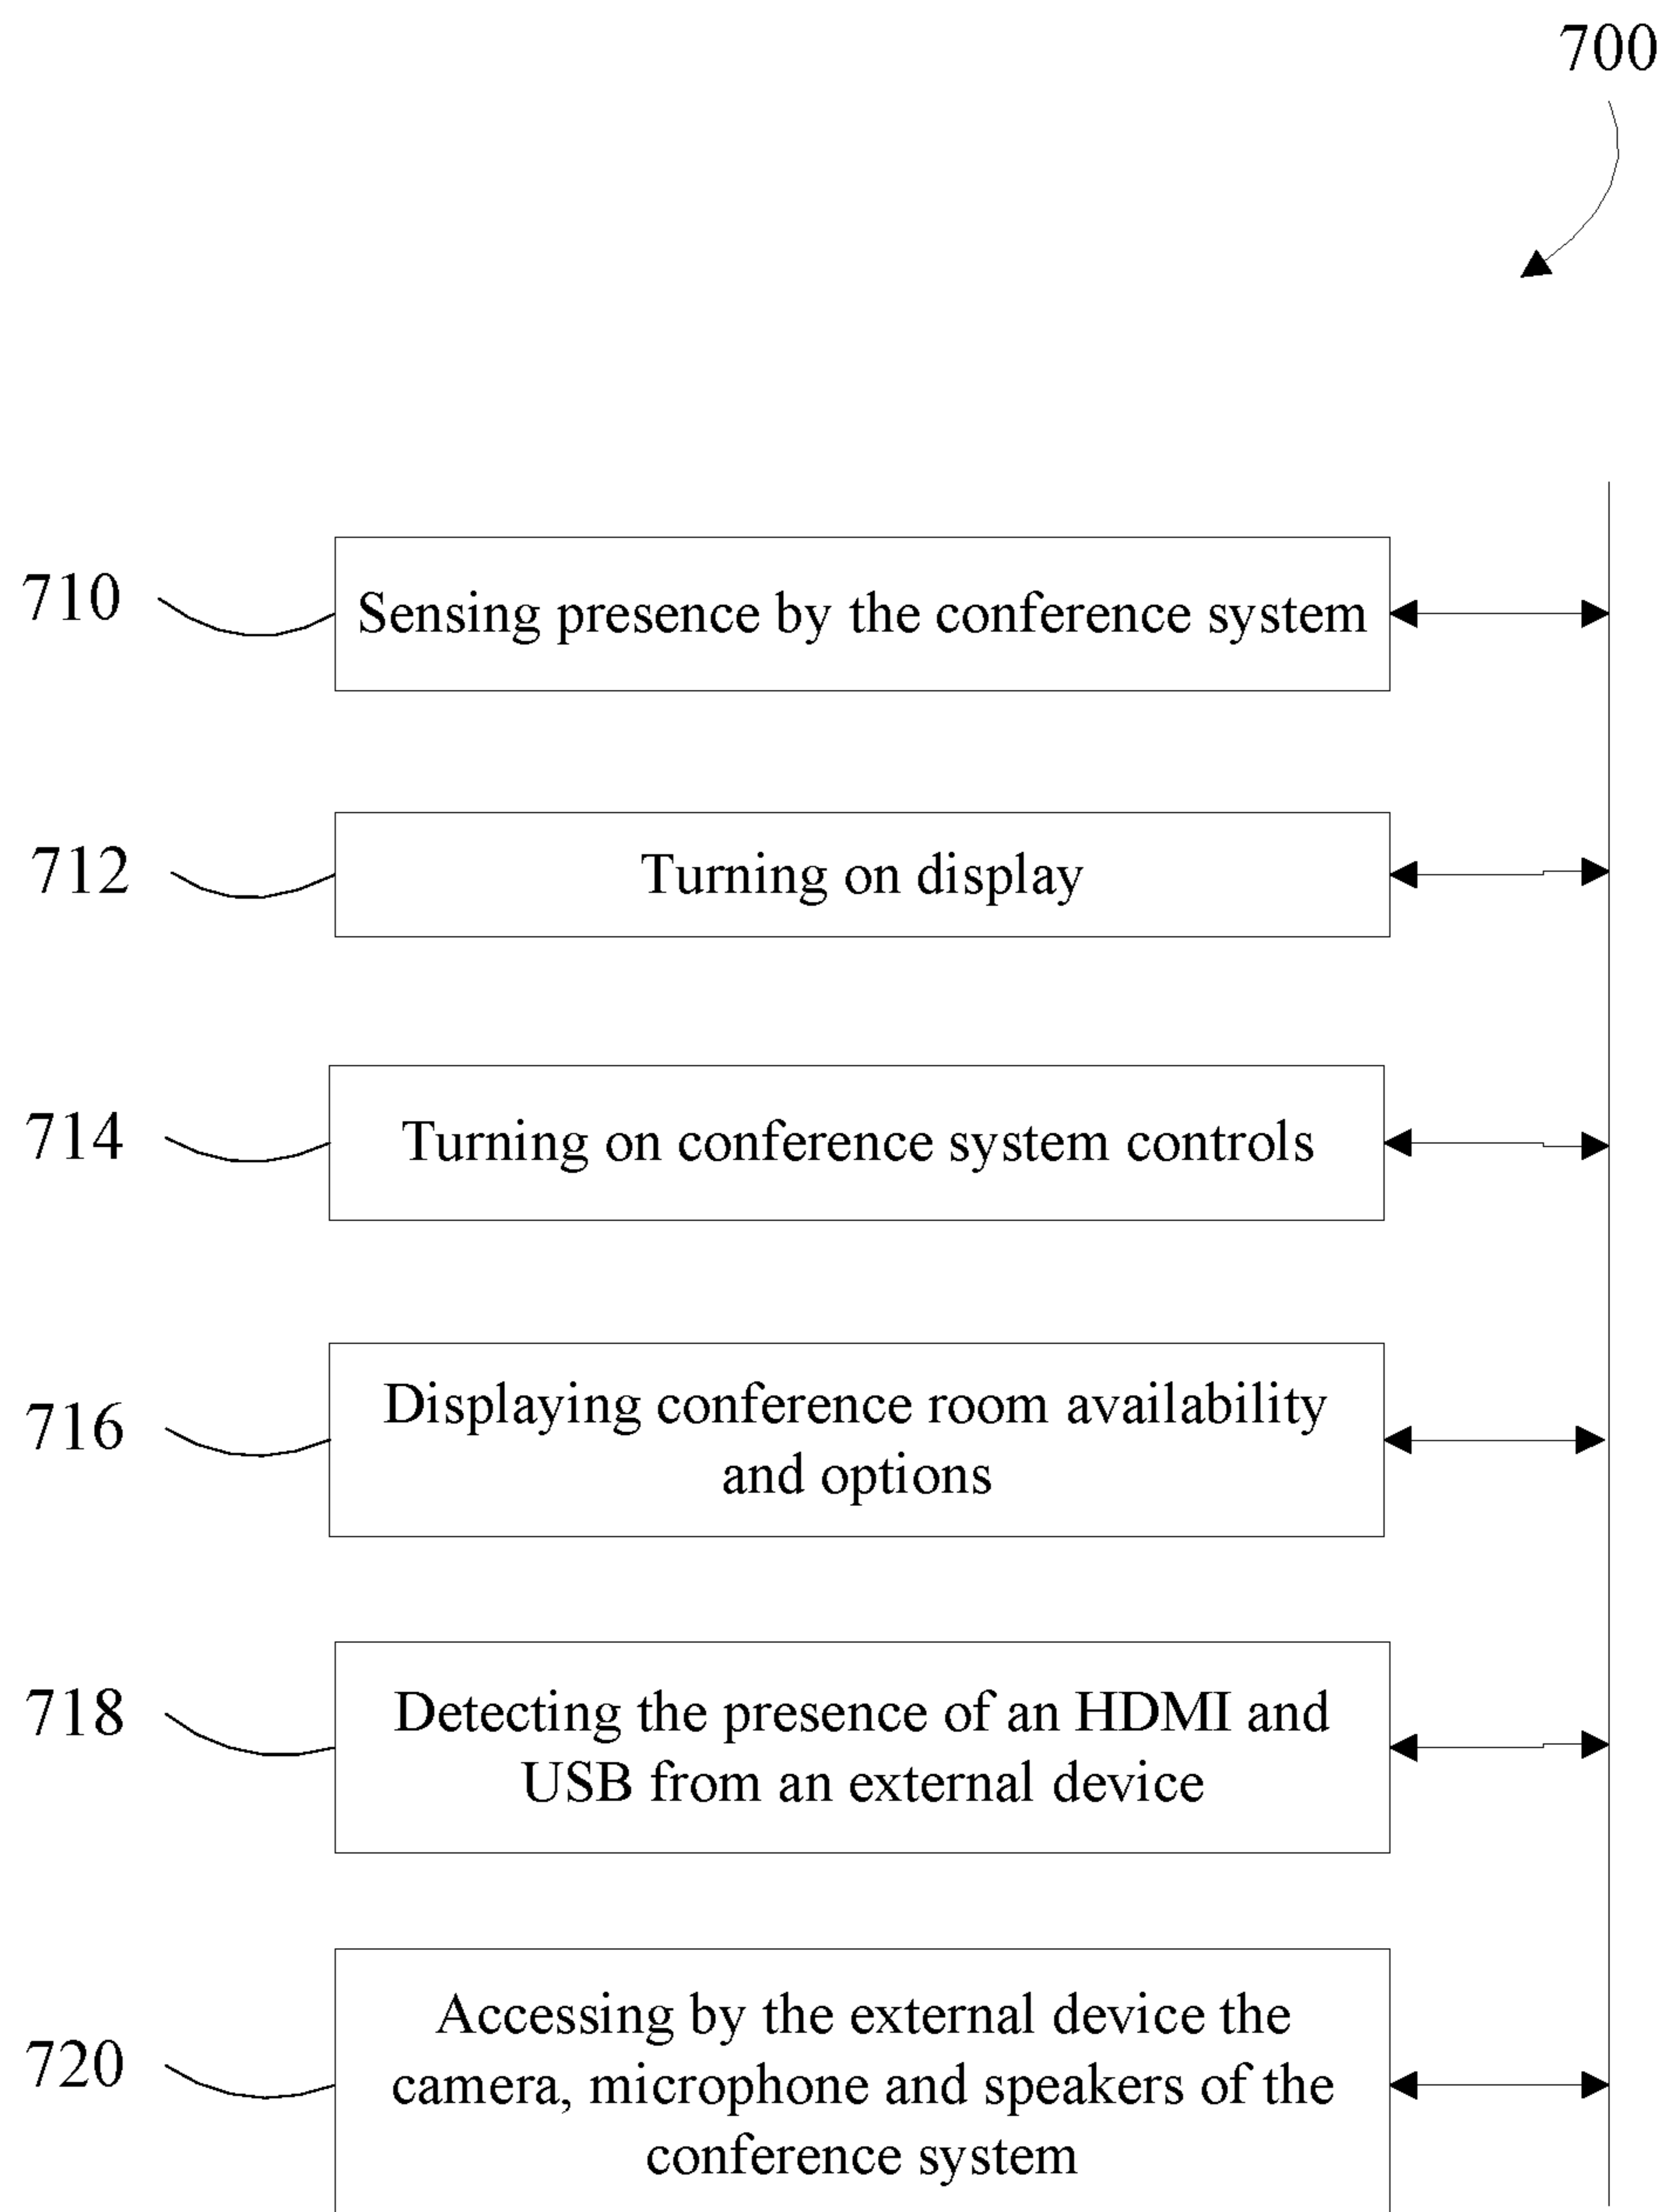 700
710
Sensing presence by the conference system
712
Turning on display
714
Turning on conference system controls
716
Displaying conference room availability
and options
718
Detecting the presence of an HDMI and
USB from an external device
720
Accessing by the external device the
camera, microphone and speakers of the
conference system